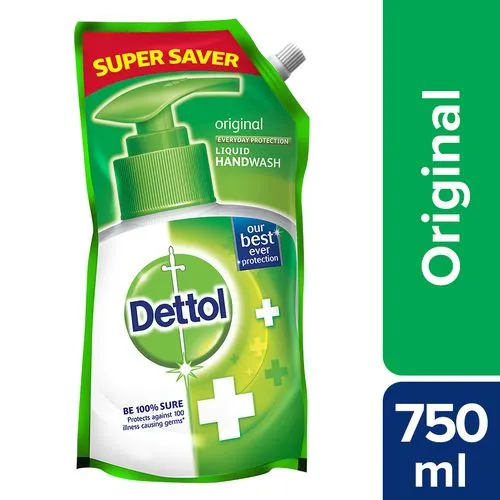 SUPER SAVER
original
EVERYDAY PROTECTION
LIQUID
HANDWASH
our
best*
ever
protection
Dettol
BE 100% SURE
Protects against 100
illness causing germs*
Original
750
ml